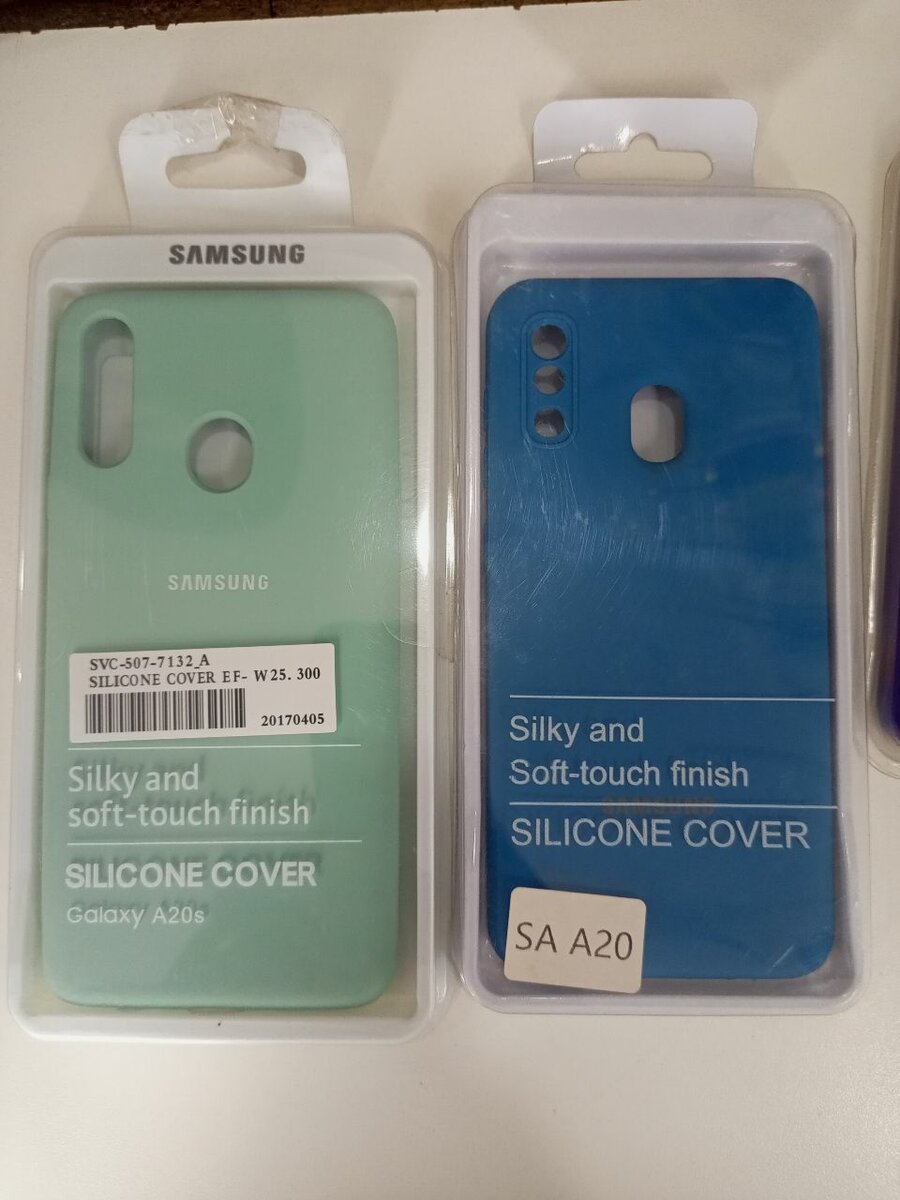 SAMSUNG
SAMSUNG
SVC-507-7132_A
SILICONE COVER EF- W25. 300
20170405
Silky and
soft-touch finish
SILICONE COVER
Galaxy A20s
Silky and
Soft-touch finish
SAMSUNG
SILICONE COVER
SA A20